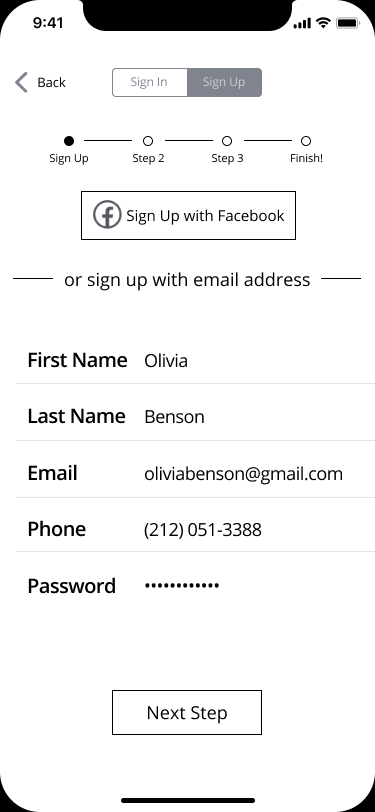 9:41
Back Sign In Sign Up
Sign Up Step 2 Step 3 Finish!
Sign Up with Facebook
or sign up with email address
First Name Olivia
Last Name Benson
Email oliviabenson@gmail.com
Phone (212) 051-3388
Password ••••••••••••
Next Step